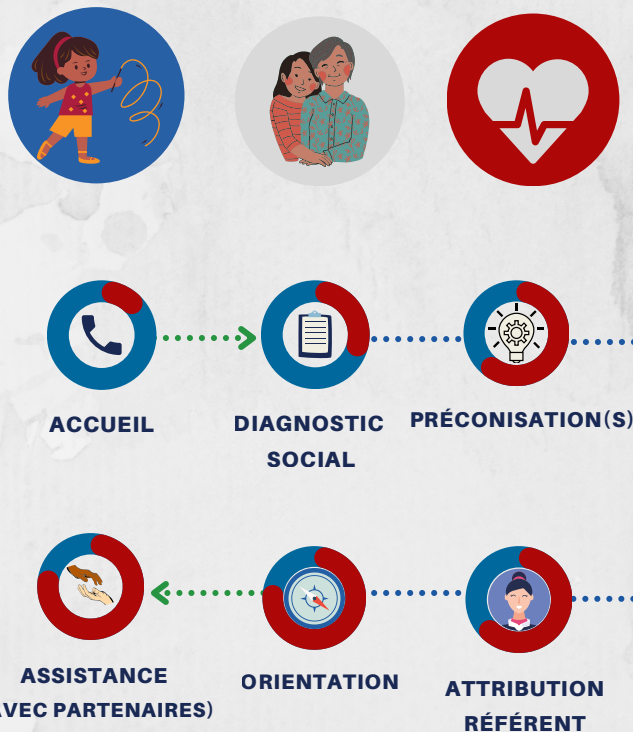 ACCUEIL
DIAGNOSTIC
SOCIAL
PRÉCONISATION(S)
ASSISTANCE
AVEC PARTENAIRES)
ORIENTATION
ATTRIBUTION
RÉFÉRENT